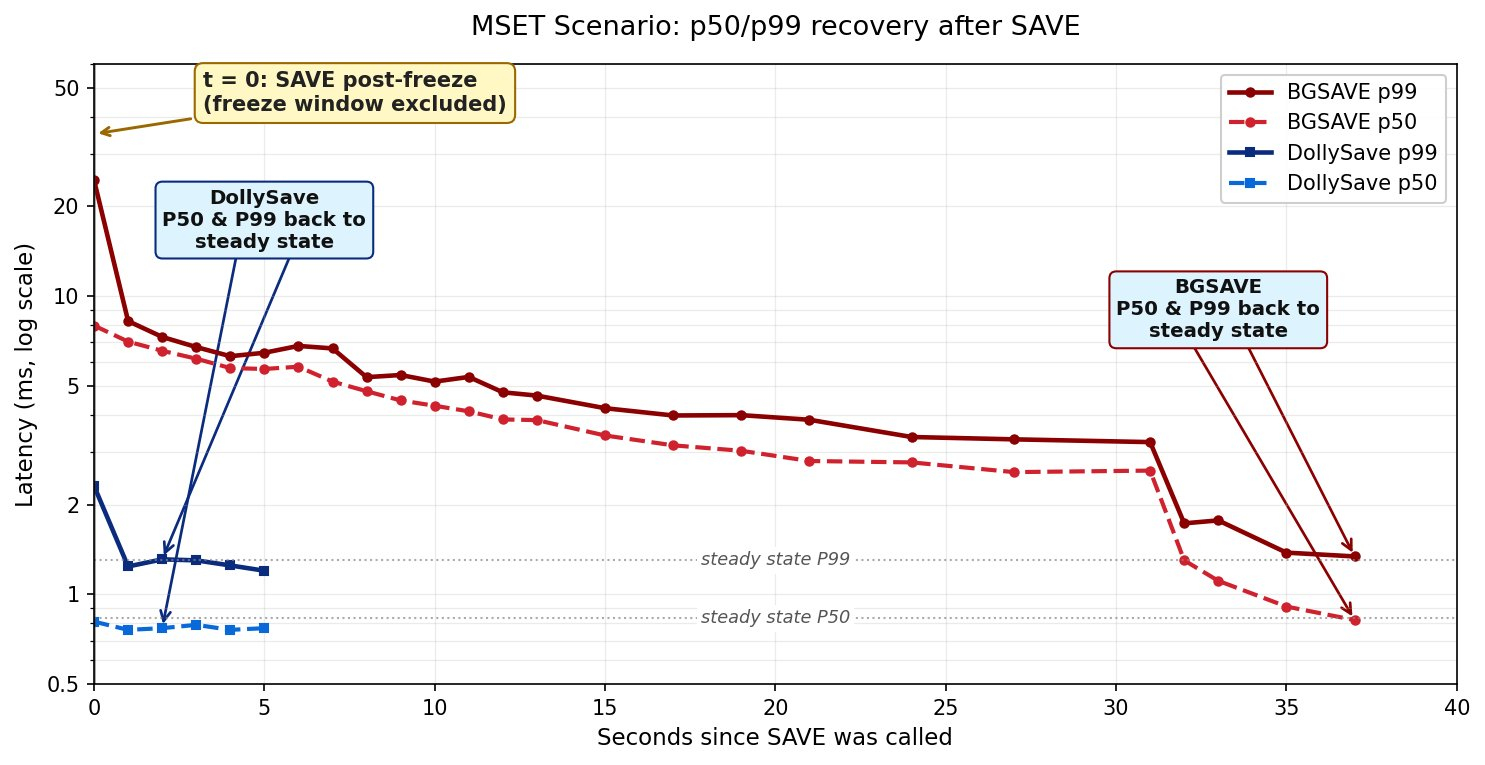 MSET Scenario: p50/p99 recovery after SAVE
t = 0: SAVE post-freeze
(freeze window excluded)
BGSAVE p99
BGSAVE p50
DollySave p99
DollySave p50
DollySave
P50 & P99 back to
steady state
BGSAVE
P50 & P99 back to
steady state
steady state P99
steady state P50
Latency (ms, log scale)
50
20
10
5
2
1
0.5
0 5 10 15 20 25 30 35 40
Seconds since SAVE was called